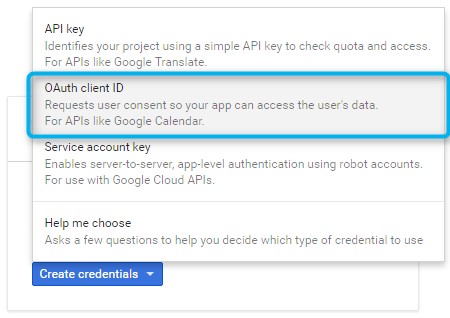 API key
Identifies your project using a simple API key to check quota and access.
For APIs like Google Translate.
OAuth client ID
Requests user consent so your app can access the user's data.
For APIs like Google Calendar.
Service account key
Enables server-to-server, app-level authentication using robot accounts.
For use with Google Cloud APIs.
Help me choose
Asks a few questions to help you decide which type of credential to use
Create credentials